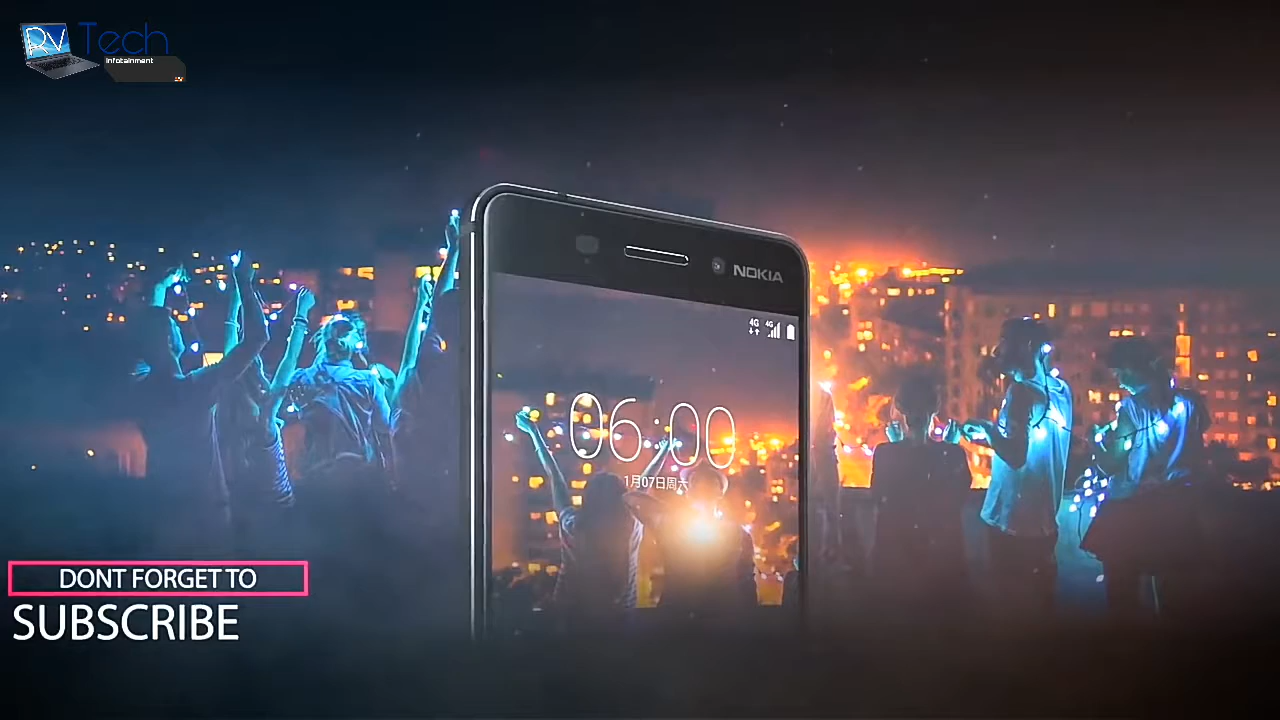 RV Tech
Infotainment
NOKIA
4G 4G
06:00
1月07日周六
DONT FORGET TO
SUBSCRIBE